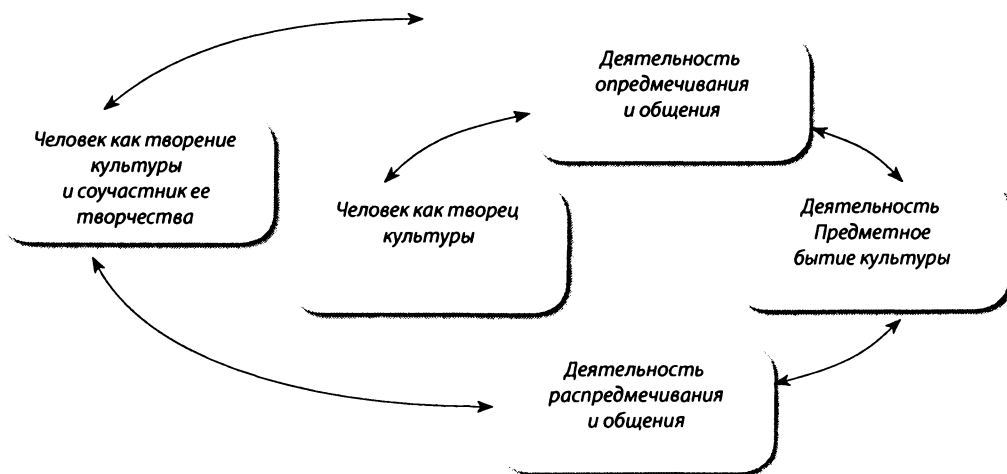 Деятельность
опредмечивания
и общения
Человек как творение
культуры
и соучастник ее
творчества
Человек как творец
культуры
Деятельность
Предметное
бытие культуры
Деятельность
распредмечивания
и общения